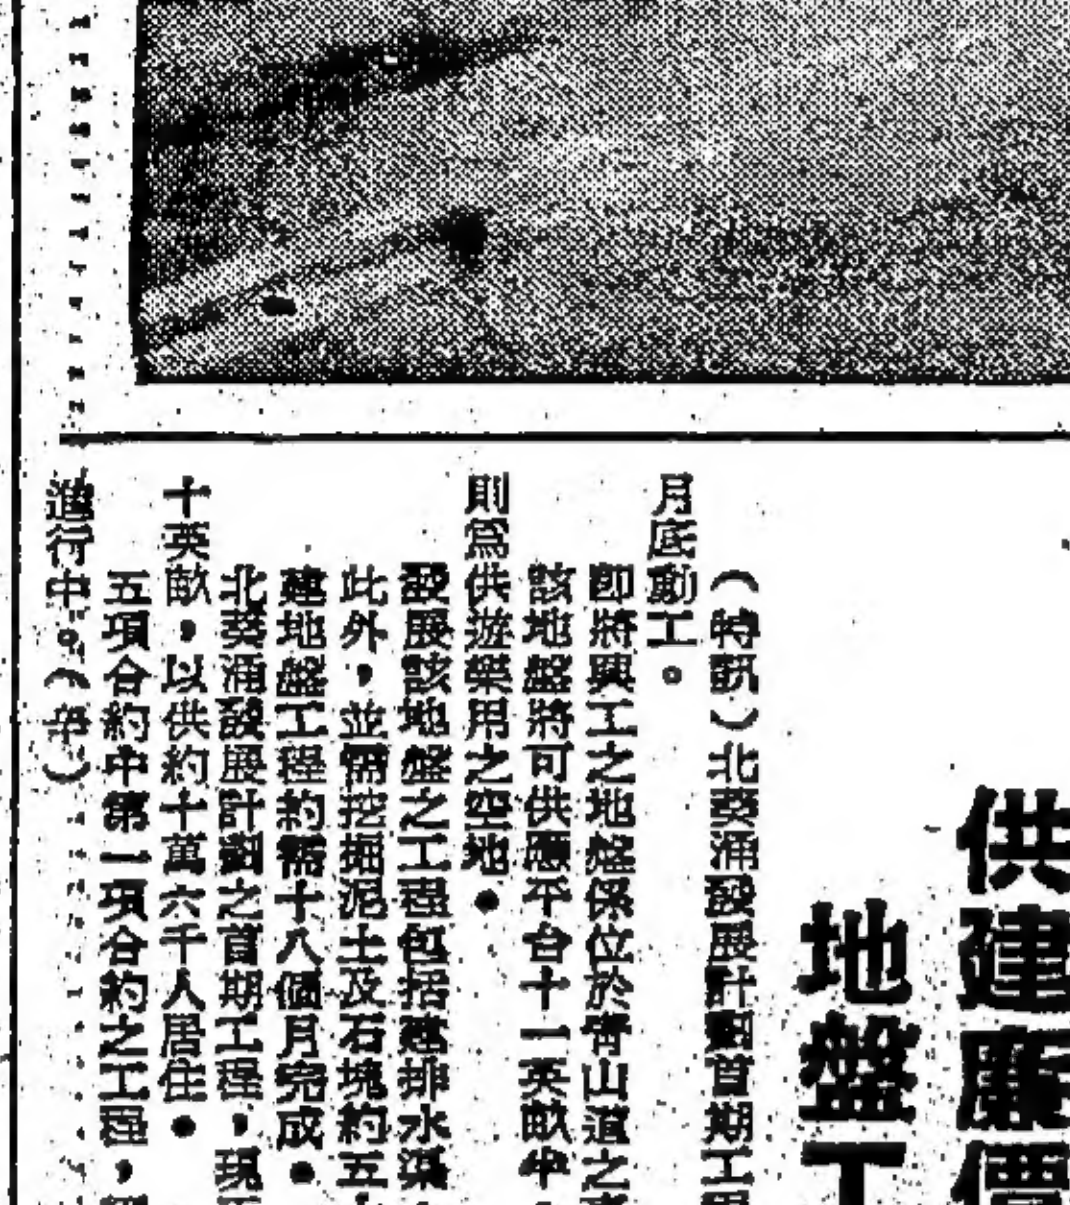 供建廉價
地盤工
（特訊）北葵涌發展計劃首期工
月底動工。
即將興工之地盤係位於青山道之
該地盤將可供應平台十一英畝半
則爲供遊樂用之空地。
發展該地盤之工程包括建排水渠
此外，並需挖掘泥土及石塊約五
建地盤工程約需十八個月完成。
北葵涌發展計劃之首期工程，現
十英畝，以供約十萬六千人居住。
五項合約中第一項合約之工程，
進行中。（華）